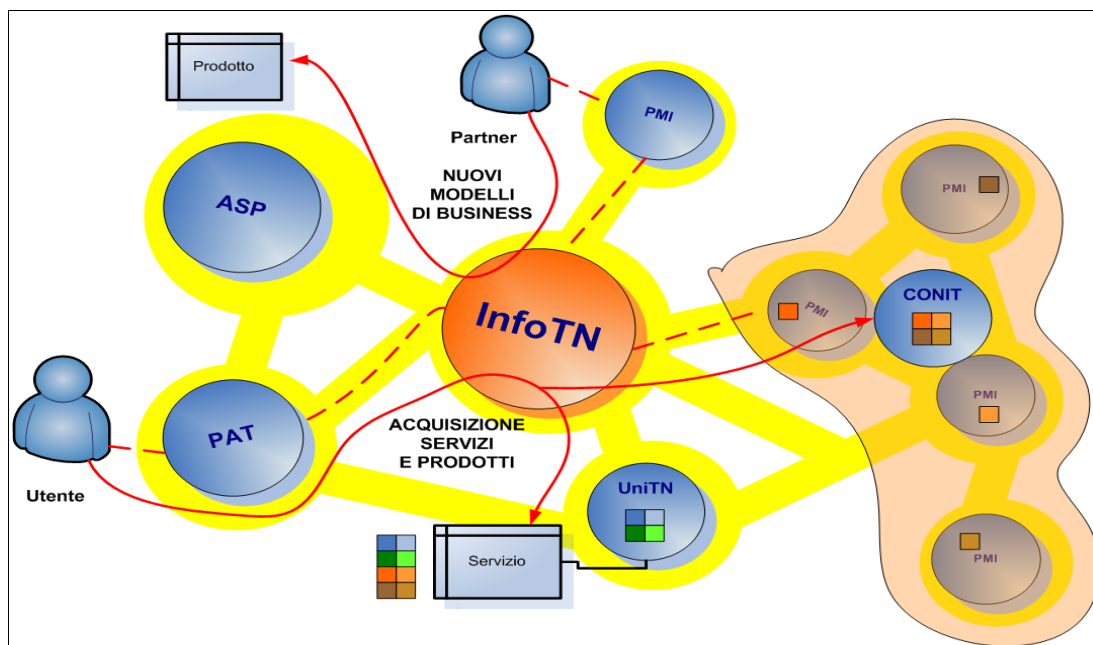 Prodotto
Partner
PMI
NUOVI
MODELLI
DI BUSINESS
ASP
PMI
InfoTN
PMI
CONIT
PMI
PAT
Utente
ACQUISIZIONE
SERVIZI
E PRODOTTI
UniTN
Servizio
PMI